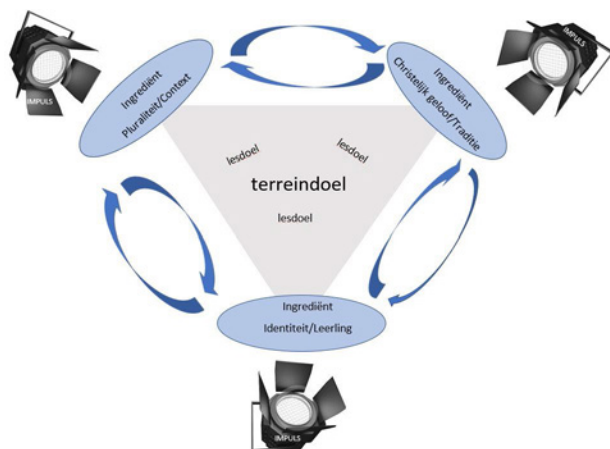 IMPULS
Ingrediënt
Pluraliteit/Context
Ingrediënt
Christelijk geloof/Traditie
IMPULS
lesdoel
lesdoel
terreindoel
lesdoel
Ingrediënt
Identiteit/Leerling
IMPULS